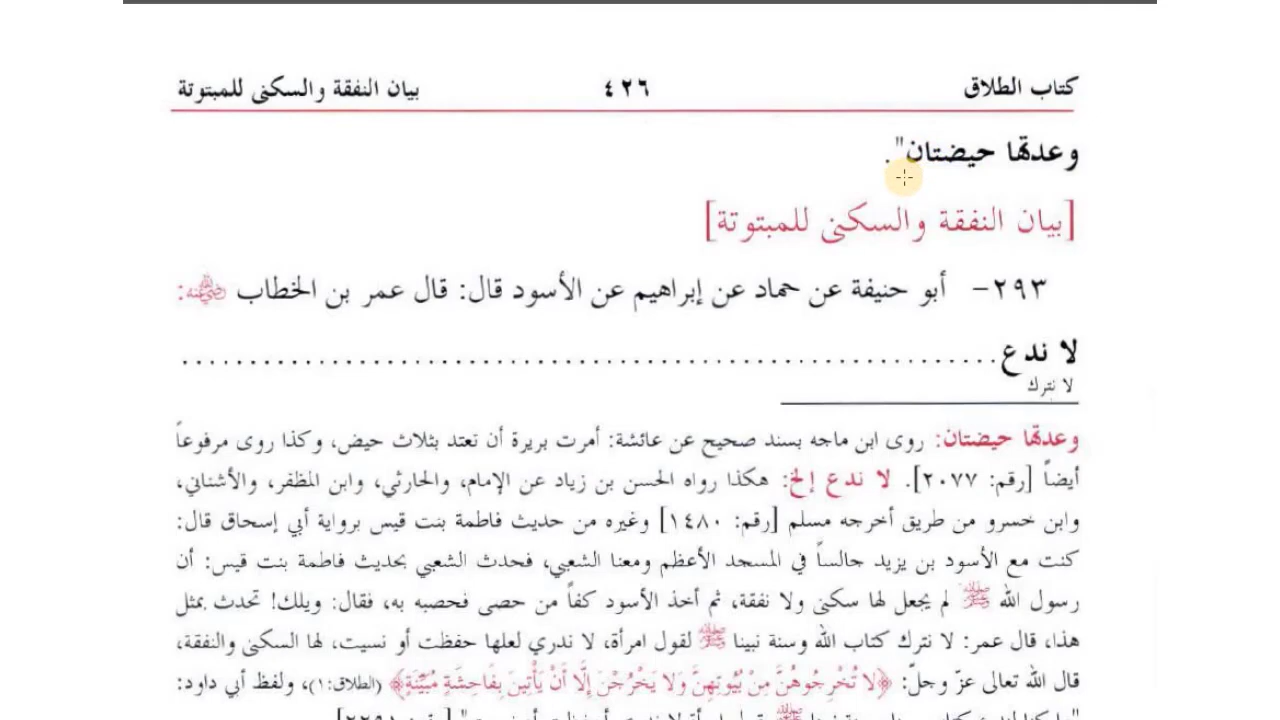 كتاب الطلاق ٤٢٦ بيان النفقة والسكنى للمبتوتة
وعدتها حيضتان".
[بيان النفقة والسكنى للمبتوتة]
٢٩٣- أبو حنيفة عن حماد عن إبراهيم عن الأسود قال: قال عمر بن الخطاب رضي الله عنه:
لا ندع ............................................................
لا نترك
وعدتها حيضتان: روى ابن ماجه بسند صحيح عن عائشة: أمرت بريرة أن تعتد بثلاث حيض، وكذا روى مرفوعاً
أيضاً [رقم: ٢٠٧٧]. لا ندع إلخ: هكذا رواه الحسن بن زياد عن الإمام، والحارثي، وابن المظفر، والأشناني،
وابن خسرو من طريق أخرجه مسلم [رقم: ١٤٨٠] وغيره من حديث فاطمة بنت قيس برواية أبي إسحاق قال:
كنت مع الأسود بن يزيد جالساً في المسجد الأعظم ومعنا الشعبي، فحدث الشعبي بحديث فاطمة بنت قيس: أن
رسول الله ﷺ لم يجعل لها سكنى ولا نفقة، ثم أخذ الأسود كفاً من حصى فحصبه به، فقال: ويلك! تحدث بمثل
هذا، قال عمر: لا نترك كتاب الله وسنة نبينا ﷺ لقول امرأة، لا ندري لعلها حفظت أو نسيت، لها السكنى والنفقة،
قال الله تعالى عزّ وجلّ: ﴿لَا تُخْرِجُوهُنَّ مِنْ بُيُوتِهِنَّ وَلَا يَخْرُجْنَ إِلَّا أَنْ يَأْتِينَ بِفَاحِشَةٍ مُبَيِّنَةٍ﴾ (الطلاق:١)، ولفظ أبي داود: